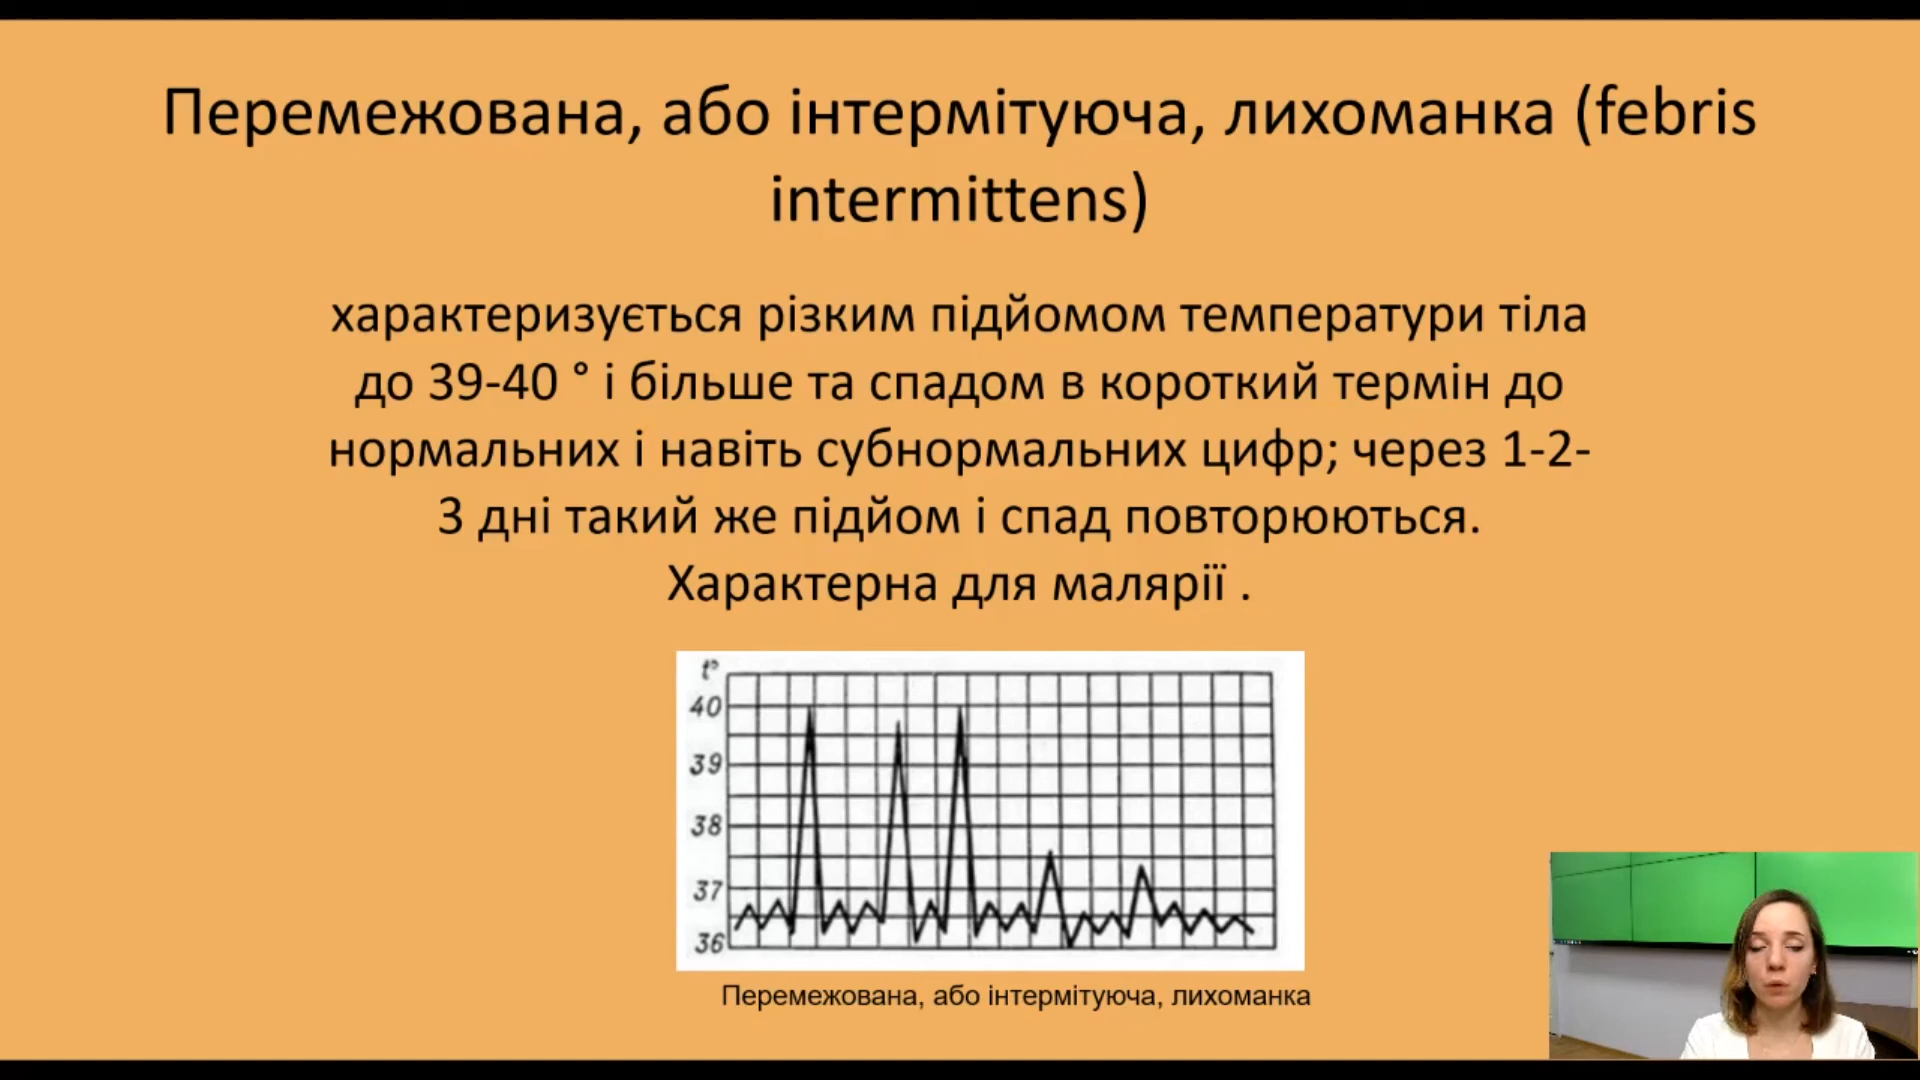 Перемежована, або інтермітуюча, лихоманка (febris
intermittens)
характеризується різким підйомом температури тіла
до 39-40 ° і більше та спадом в короткий термін до
нормальних і навіть субнормальних цифр; через 1-2-
3 дні такий же підйом і спад повторюються.
Характерна для малярії .
t°
40
39
38
37
36
Перемежована, або інтермітуюча, лихоманка